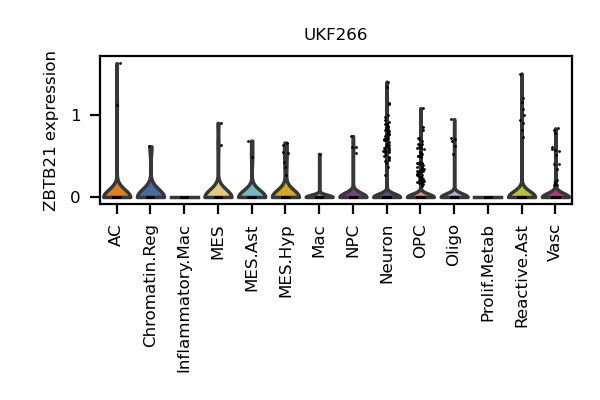 UKF266
ZBTB21 expression
1
0
AC
Chromatin.Reg
Inflammatory.Mac
MES
MES.Ast
MES.Hyp
Mac
NPC
Neuron
OPC
Oligo
Prolif.Metab
Reactive.Ast
Vasc